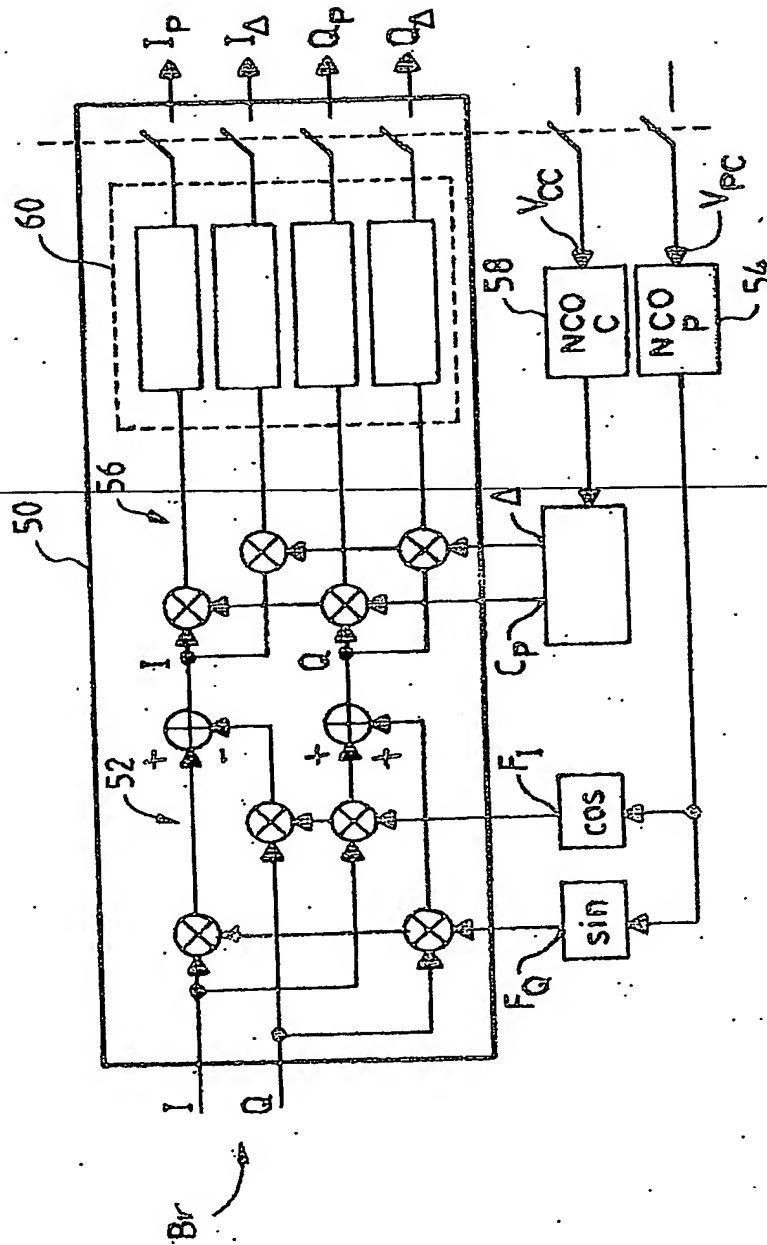 50
52
56
60
I
Q
Br
+
-
+
+
I
Q
I_P
I_Δ
Q_P
Q_Δ
F_Q
F_I
C_P
Δ
sin
cos
58
NCO
C
V_CC
NCO
P
V_PC
54